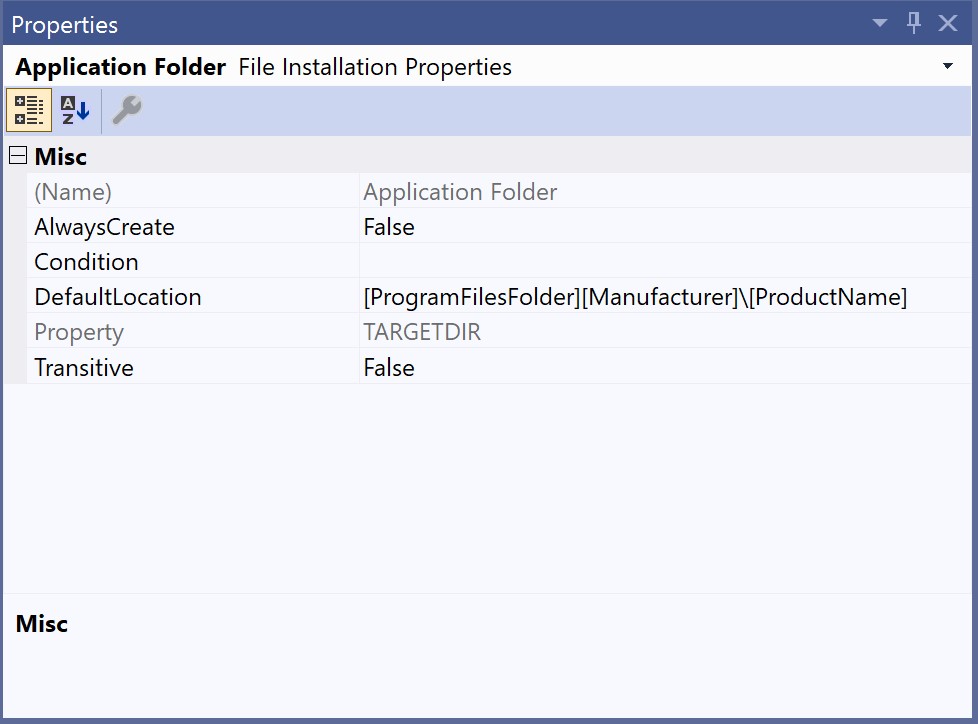 Properties
Application Folder File Installation Properties
A
Z
Misc
(Name) Application Folder
AlwaysCreate False
Condition
DefaultLocation [ProgramFilesFolder][Manufacturer]\[ProductName]
Property TARGETDIR
Transitive False
Misc